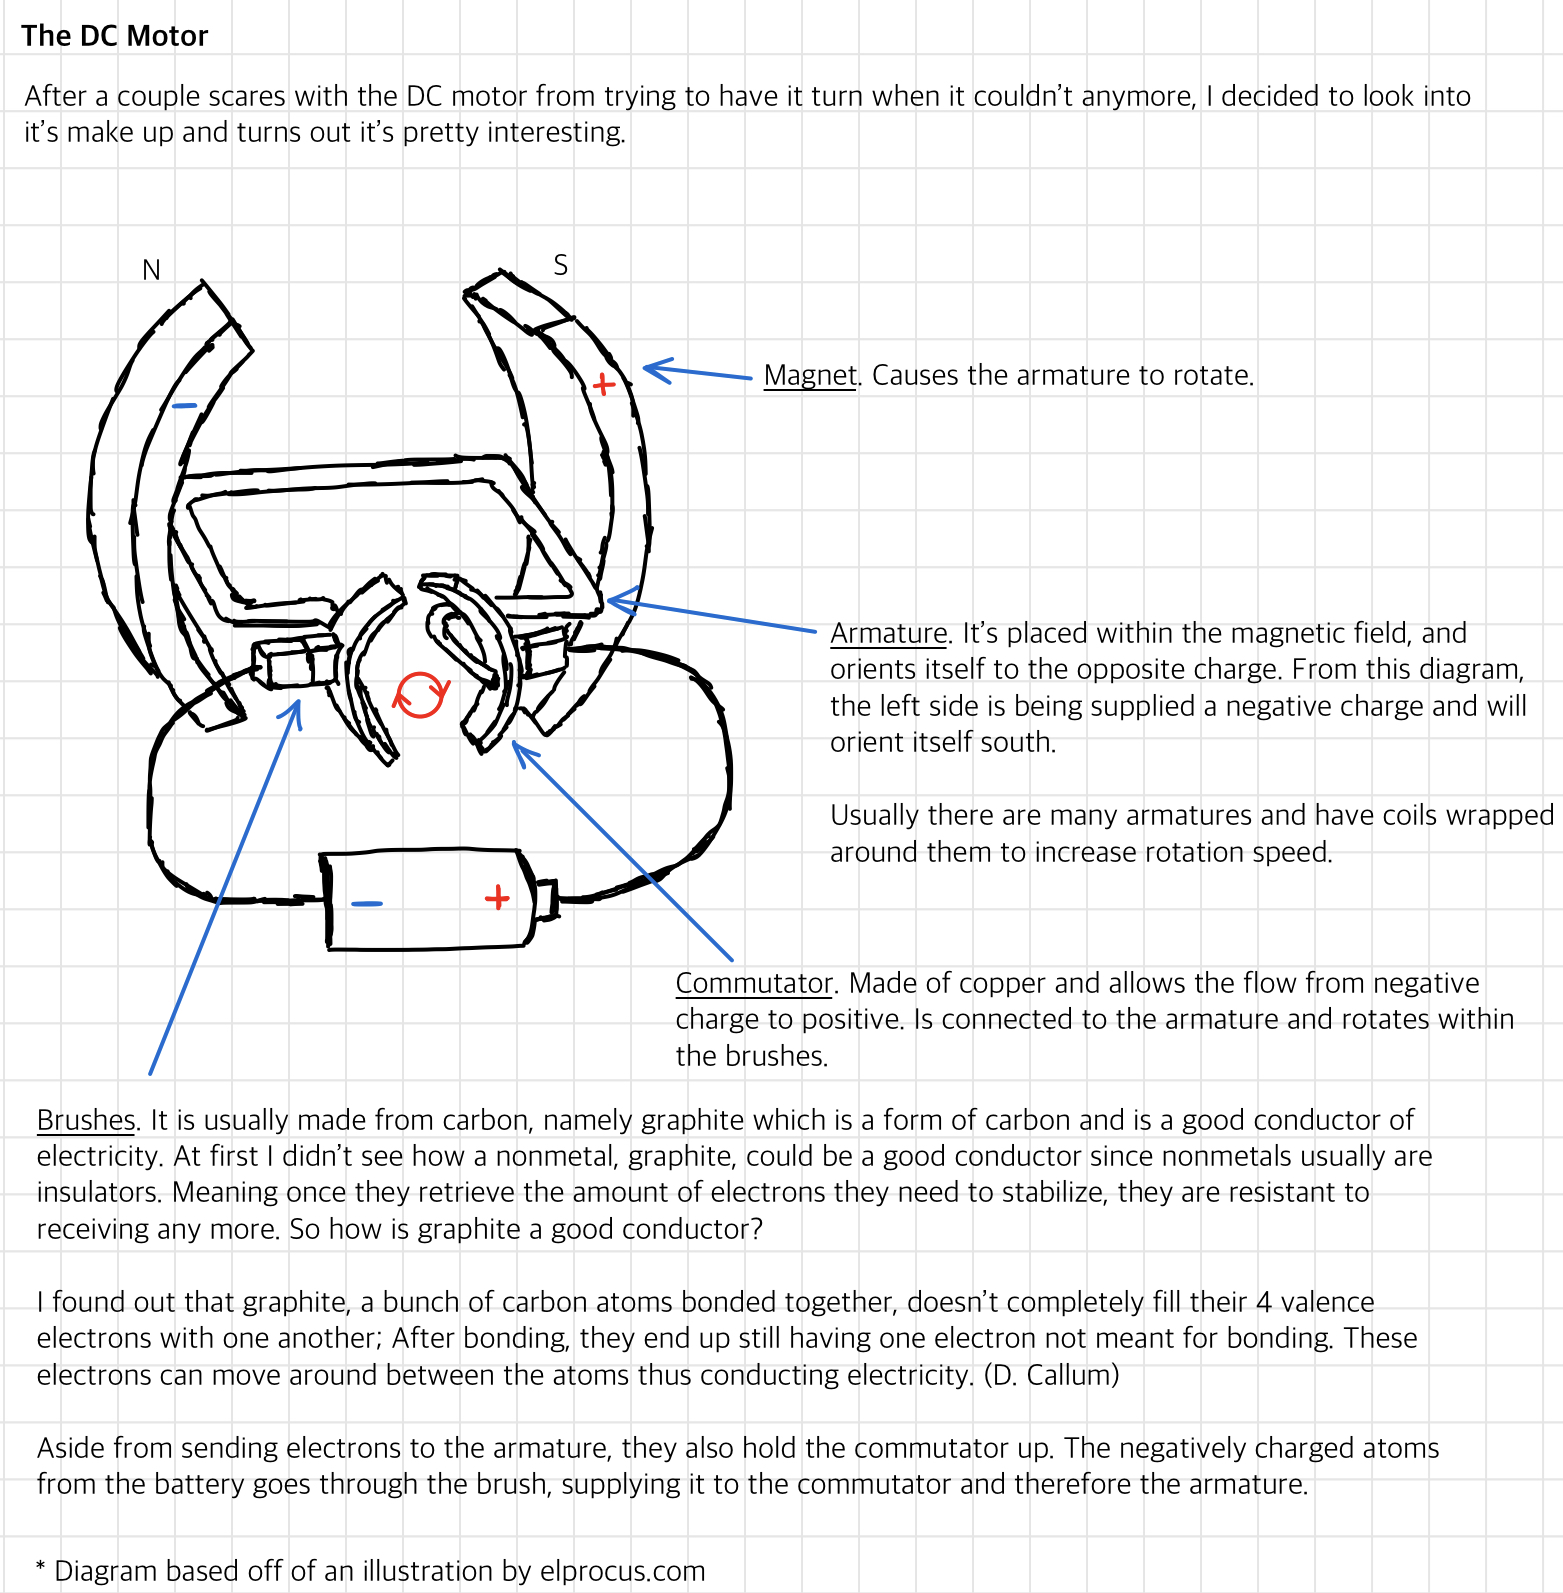 The DC Motor
After a couple scares with the DC motor from trying to have it turn when it couldn't anymore, I decided to look into
it's make up and turns out it's pretty interesting.
N
S
+
−
Magnet. Causes the armature to rotate.
Armature. It's placed within the magnetic field, and
orients itself to the opposite charge. From this diagram,
the left side is being supplied a negative charge and will
orient itself south.
Usually there are many armatures and have coils wrapped
around them to increase rotation speed.
− +
Commutator. Made of copper and allows the flow from negative
charge to positive. Is connected to the armature and rotates within
the brushes.
Brushes. It is usually made from carbon, namely graphite which is a form of carbon and is a good conductor of
electricity. At first I didn't see how a nonmetal, graphite, could be a good conductor since nonmetals usually are
insulators. Meaning once they retrieve the amount of electrons they need to stabilize, they are resistant to
receiving any more. So how is graphite a good conductor?
I found out that graphite, a bunch of carbon atoms bonded together, doesn't completely fill their 4 valence
electrons with one another; After bonding, they end up still having one electron not meant for bonding. These
electrons can move around between the atoms thus conducting electricity. (D. Callum)
Aside from sending electrons to the armature, they also hold the commutator up. The negatively charged atoms
from the battery goes through the brush, supplying it to the commutator and therefore the armature.
* Diagram based off of an illustration by elprocus.com